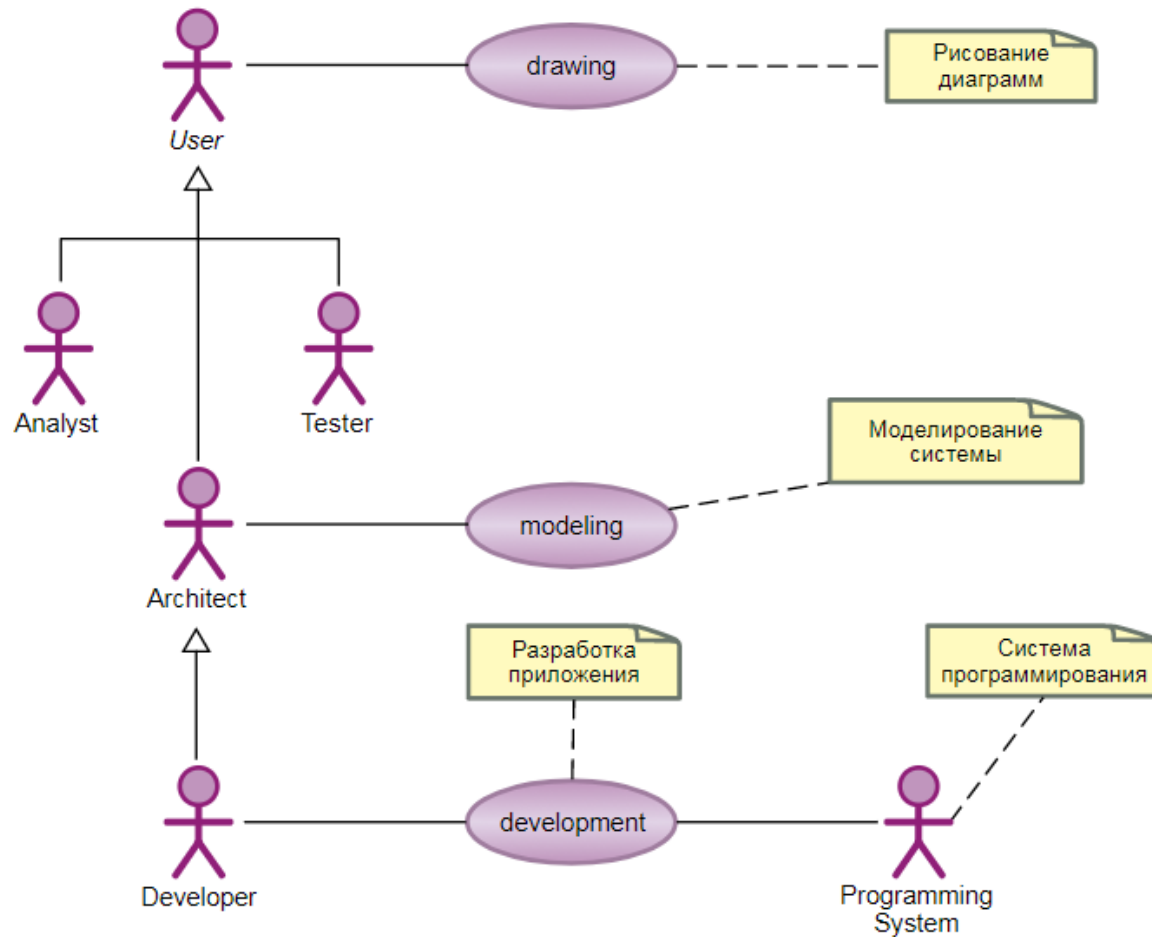 drawing
Рисование
диаграмм
User
Analyst
Tester
Моделирование
системы
modeling
Architect
Разработка
приложения
Система
программирования
development
Developer
Programming
System